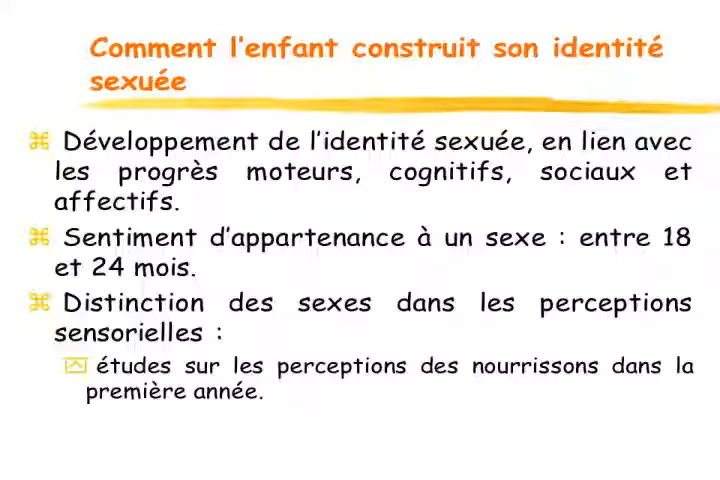 Comment l'enfant construit son identité
sexuée
Développement de l'identité sexuée, en lien avec
les progrès moteurs, cognitifs, sociaux et
affectifs.
Sentiment d'appartenance à un sexe : entre 18
et 24 mois.
Distinction des sexes dans les perceptions
sensorielles :
études sur les perceptions des nourrissons dans la
première année.